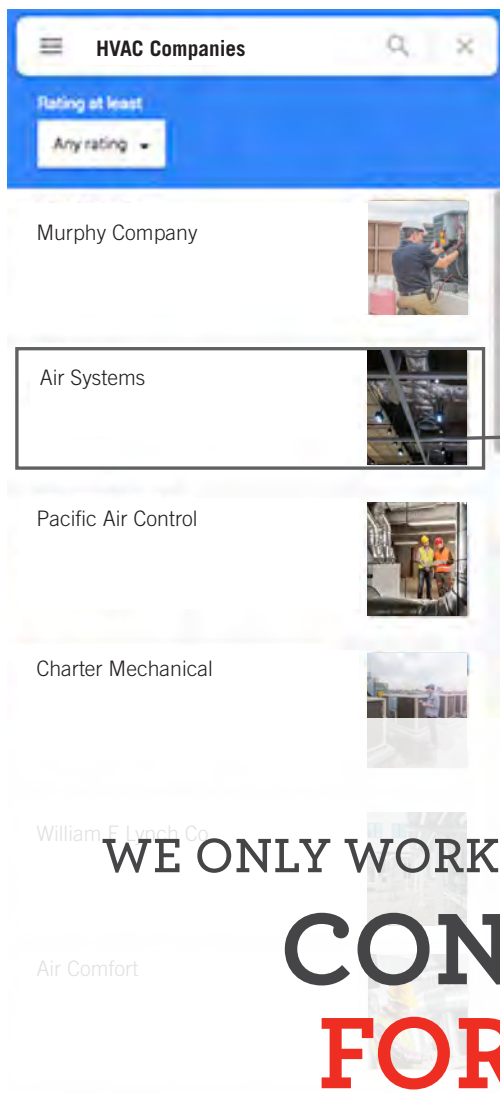 HVAC Companies
Rating at least
Any rating
Murphy Company
Air Systems
Pacific Air Control
Charter Mechanical
William E Lynch Co
WE ONLY WORK
Air Comfort
CON
FOR